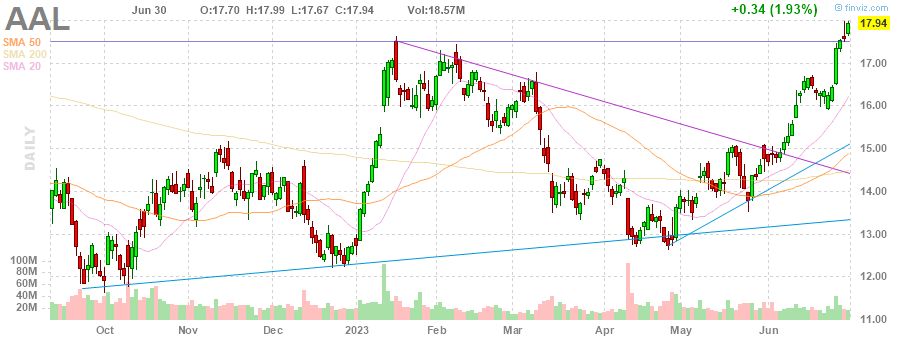 AAL
Jun 30 O:17.70 H:17.99 L:17.67 C:17.94 Vol:18.57M +0.34 (1.93%)
© finviz.com
17.94
SMA 50
SMA 200
SMA 20
17.00
16.00
DAILY
15.00
14.00
13.00
100M
80M
60M
40M
20M
12.00
11.00
Oct Nov Dec 2023 Feb Mar Apr May Jun